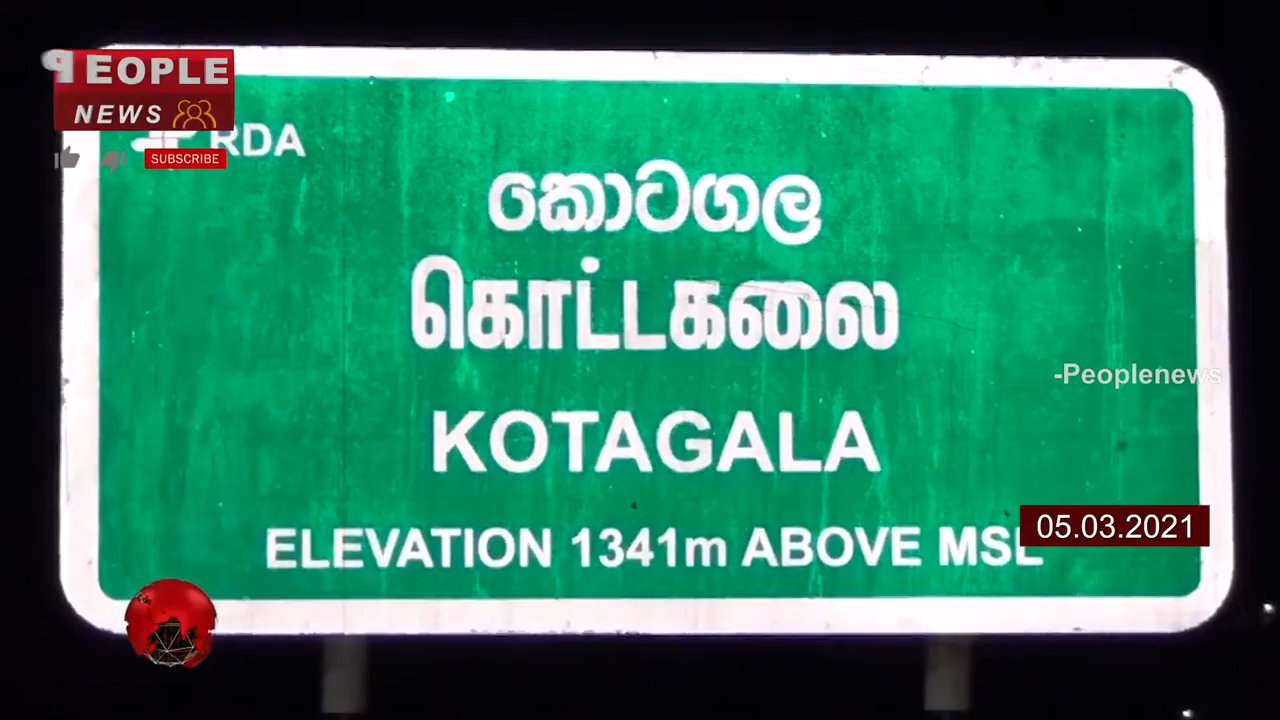 PEOPLE
NEWS
SUBSCRIBE
RDA
කොටගල
கொட்டகலை
-Peoplenews
KOTAGALA
05.03.2021
ELEVATION 1341m ABOVE MSL